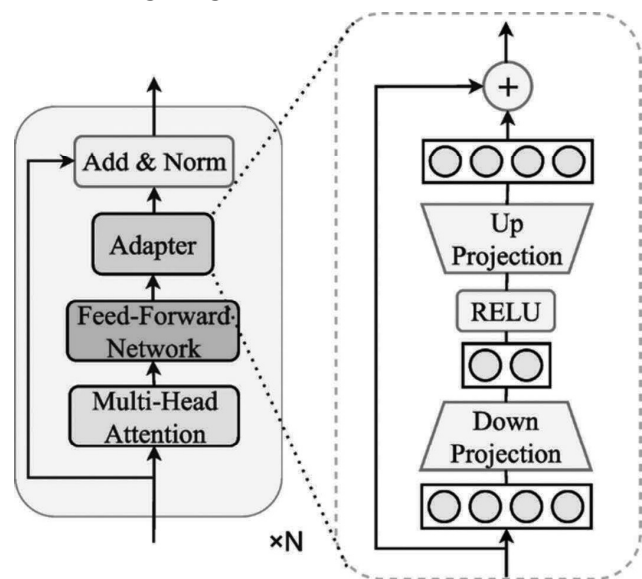 Add & Norm
Adapter
Feed-Forward
Network
Multi-Head
Attention
×N
+
Up
Projection
RELU
Down
Projection